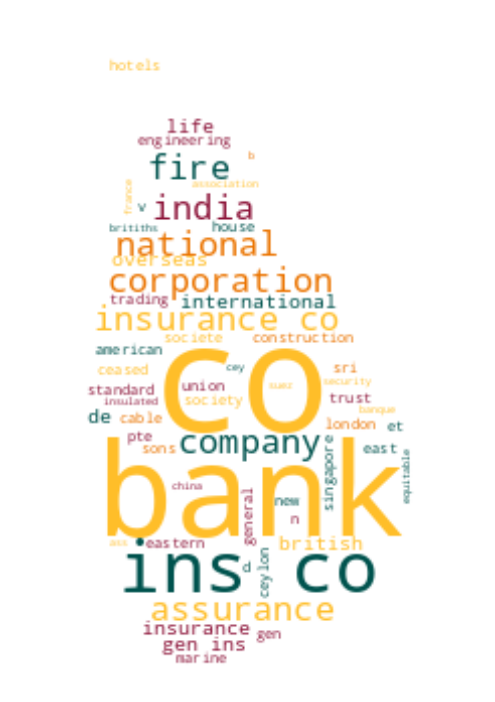 hotels
life
engineering
b
fire
association
france
v
india
britiths
house
national
overseas
corporation
trading
international
insurance co
societe
construction
american
co
cey
ceased
sri
union
suez
security
standard
insulated
society
trust
banque
de
cable
london
et
pte
company
sons
east
singapore
equitable
bank
china
general
new
n
ass
eastern
british
ins co
d
ceylon
assurance
insurance
gen
gen ins
marine